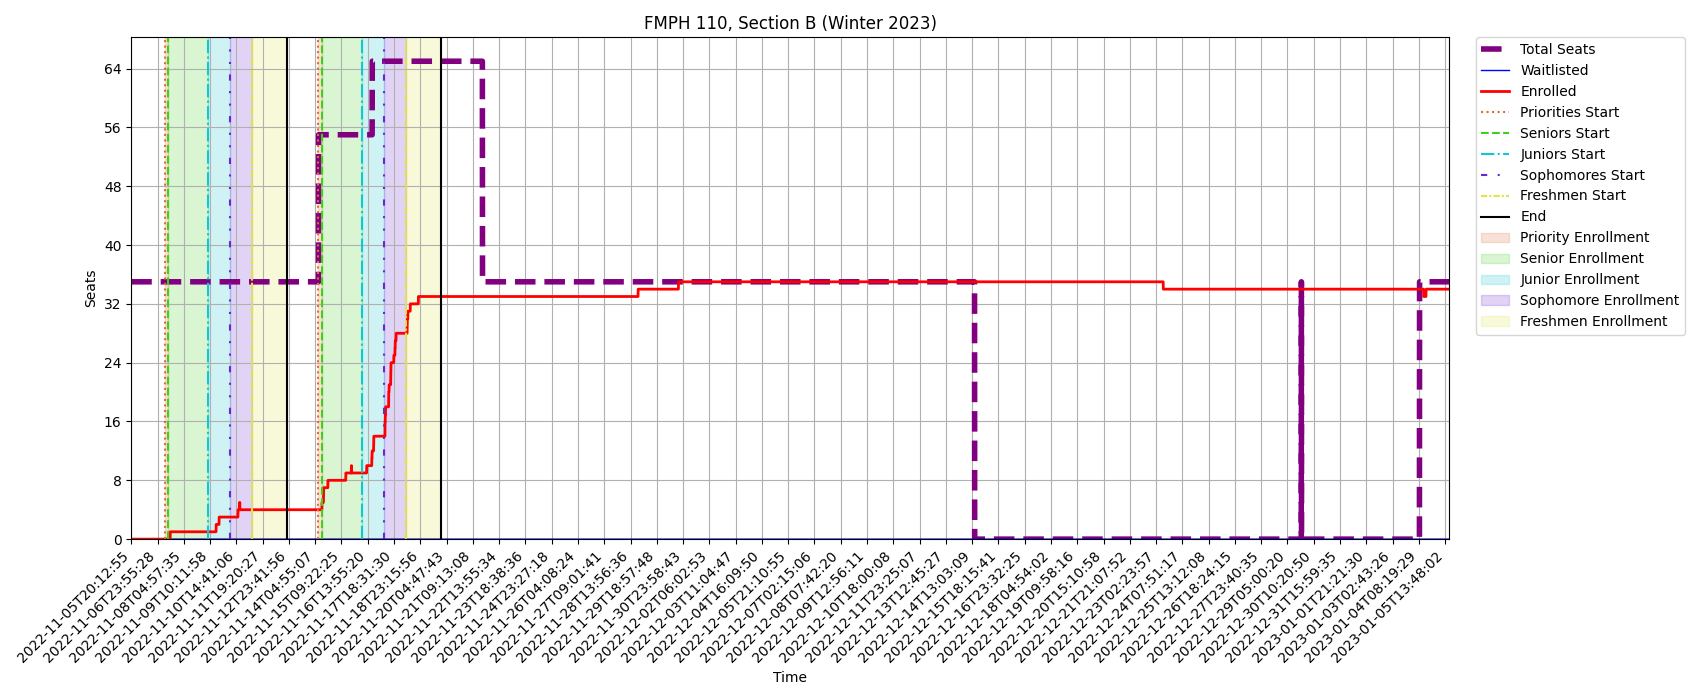 FMPH 110, Section B (Winter 2023)
Total Seats
Waitlisted
Enrolled
Priorities Start
Seniors Start
Juniors Start
Sophomores Start
Freshmen Start
End
Priority Enrollment
Senior Enrollment
Junior Enrollment
Sophomore Enrollment
Freshmen Enrollment
Seats
64
56
48
40
32
24
16
8
0
2022-11-05T20:12:55
2022-11-06T23:55:28
2022-11-08T04:57:35
2022-11-09T10:11:58
2022-11-10T14:41:06
2022-11-11T19:20:27
2022-11-12T23:41:56
2022-11-14T04:55:07
2022-11-15T09:22:25
2022-11-16T13:55:20
2022-11-17T18:31:30
2022-11-18T23:15:56
2022-11-20T04:47:43
2022-11-21T09:13:08
2022-11-22T13:55:34
2022-11-23T18:38:36
2022-11-24T23:27:18
2022-11-26T04:08:24
2022-11-27T09:01:41
2022-11-28T13:56:36
2022-11-29T18:57:48
2022-11-30T23:58:43
2022-12-02T06:02:53
2022-12-03T11:04:47
2022-12-04T16:09:50
2022-12-05T21:10:55
2022-12-07T02:15:06
2022-12-08T07:42:20
2022-12-09T12:56:11
2022-12-10T18:00:08
2022-12-11T23:25:07
2022-12-13T12:45:27
2022-12-14T13:03:09
2022-12-15T18:15:41
2022-12-16T23:32:25
2022-12-18T04:54:02
2022-12-19T09:58:16
2022-12-20T15:10:58
2022-12-21T21:07:52
2022-12-23T02:23:57
2022-12-24T07:51:17
2022-12-25T13:12:08
2022-12-26T18:24:15
2022-12-27T23:40:35
2022-12-29T05:00:20
2022-12-30T10:20:50
2022-12-31T15:59:35
2023-01-01T21:21:30
2023-01-03T02:43:26
2023-01-04T08:19:29
2023-01-05T13:48:02
Time